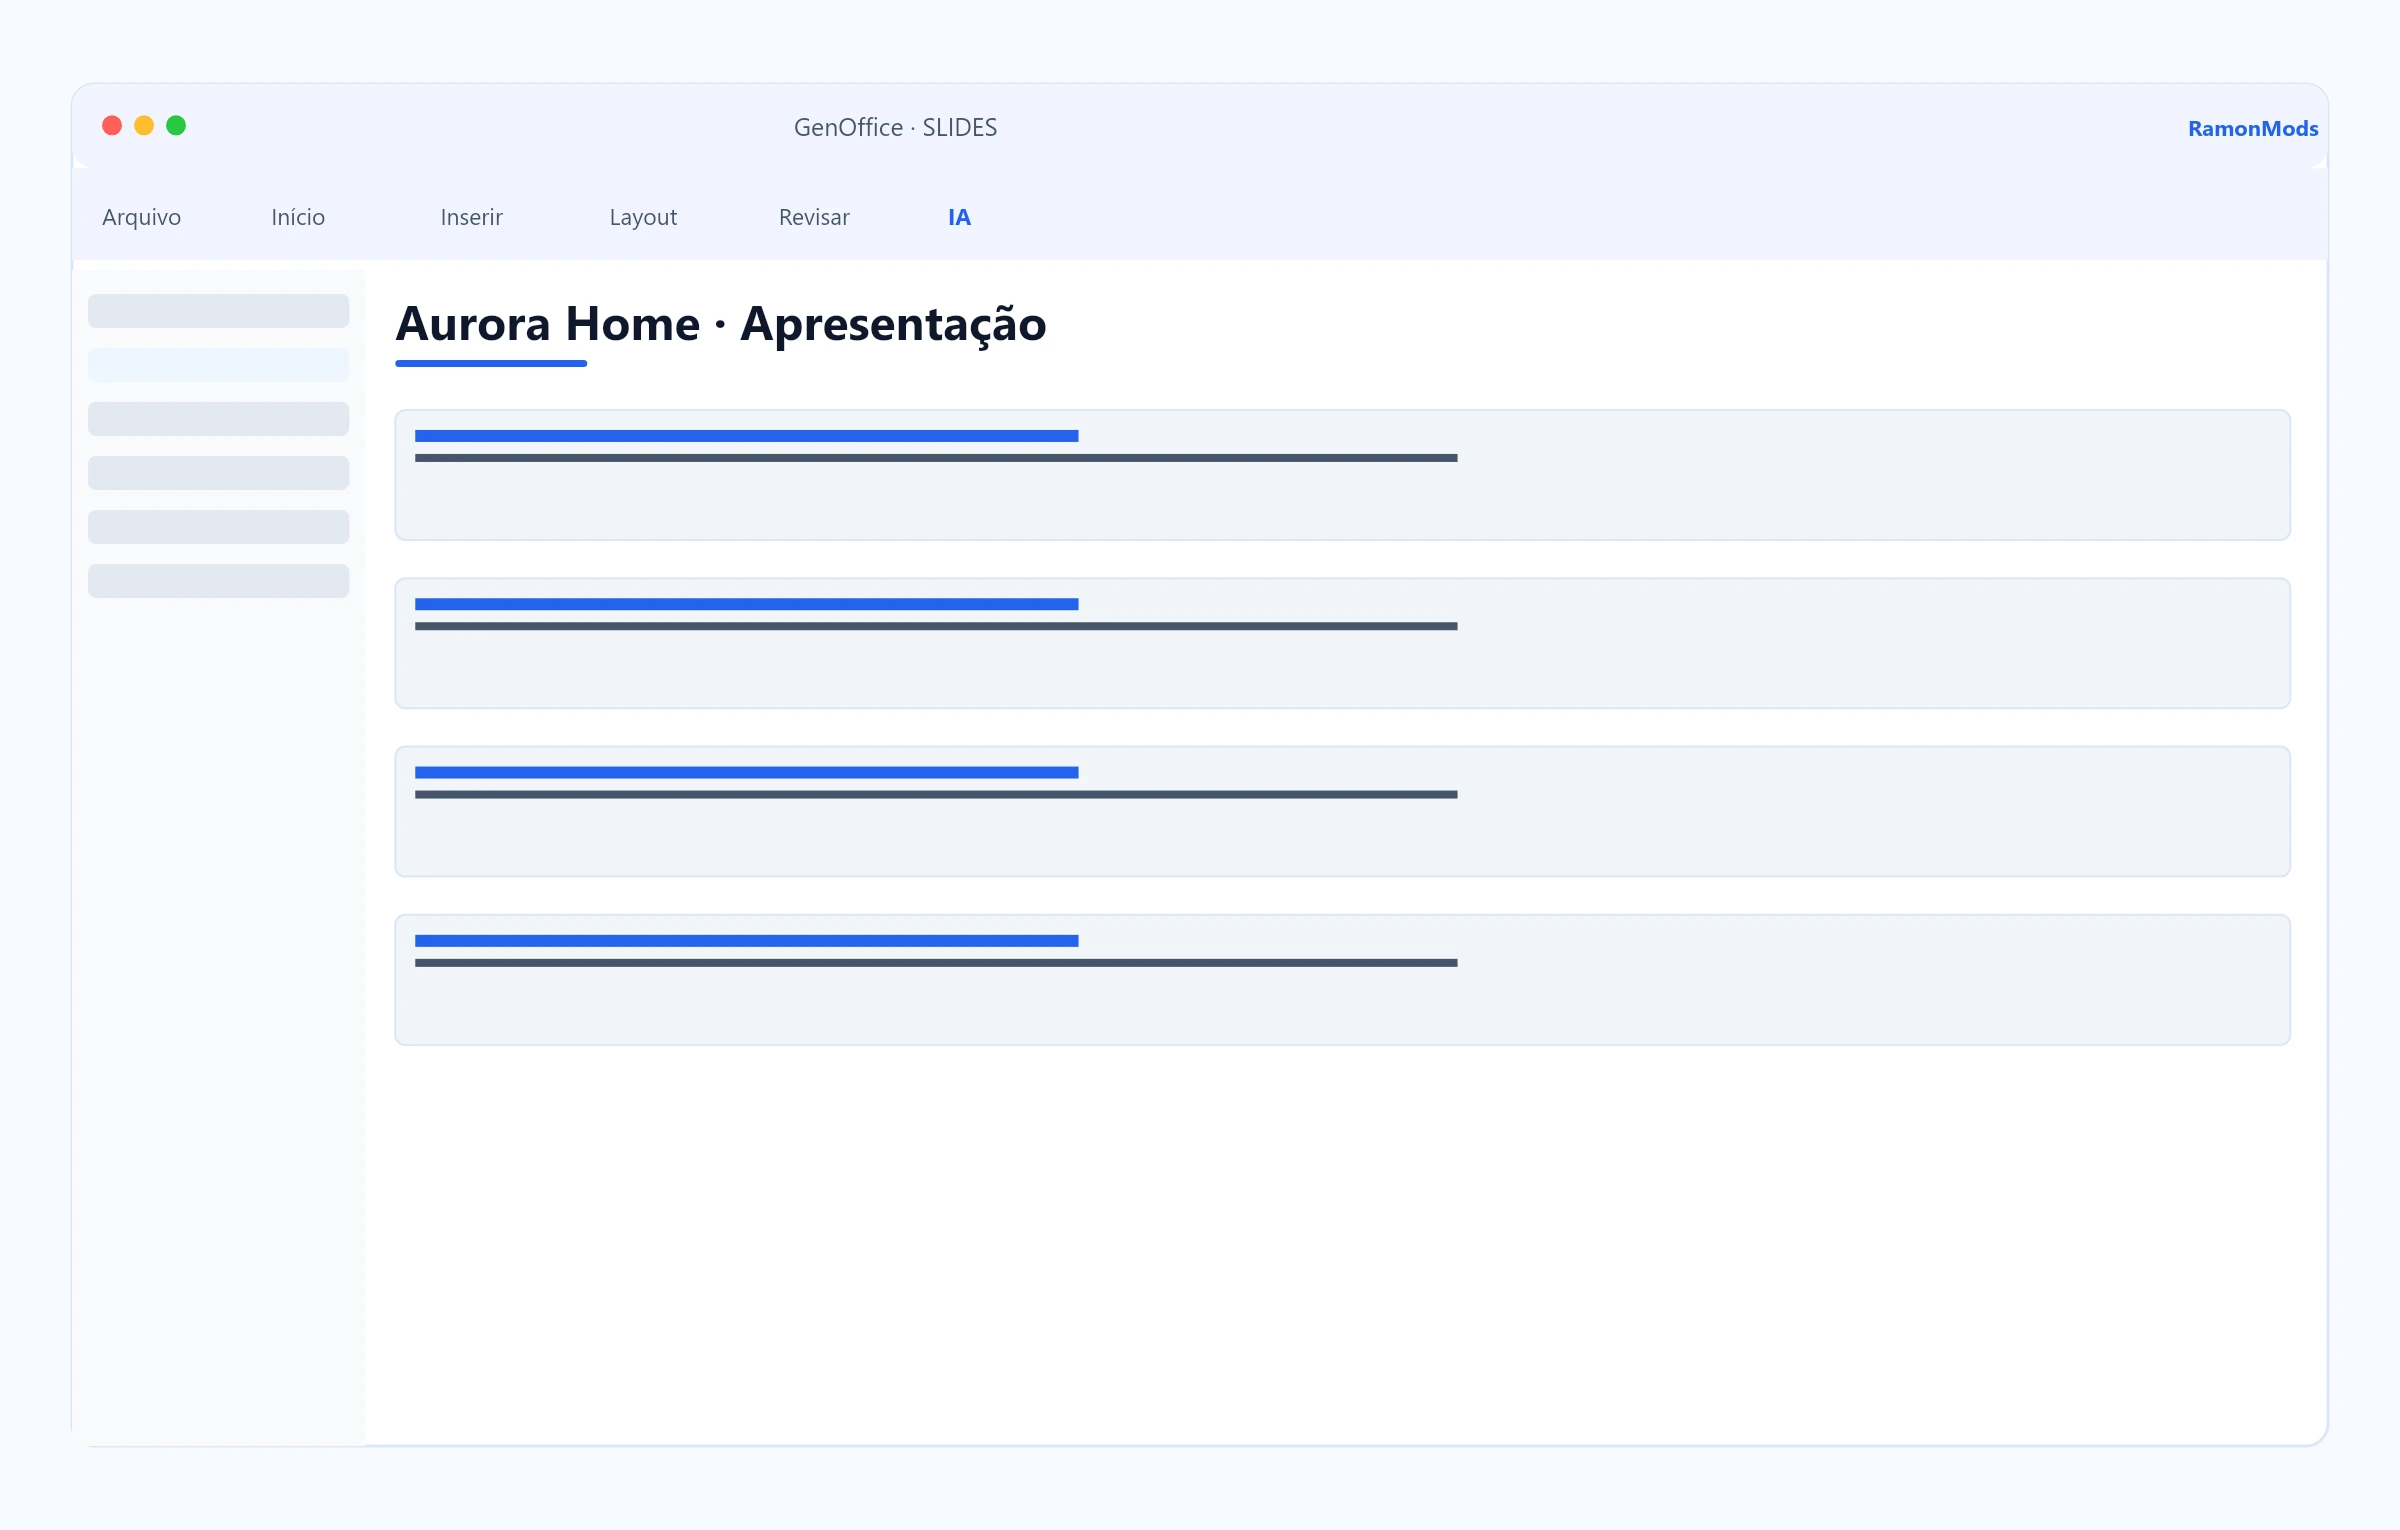 GenOffice · SLIDES
RamonMods
Arquivo Início Inserir Layout Revisar IA
Aurora Home · Apresentação